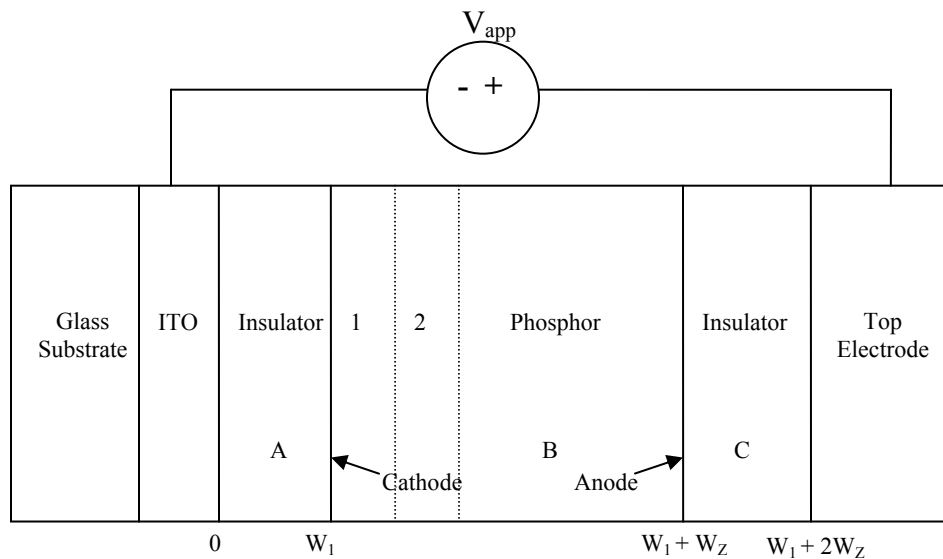 V_app
- +
Glass Substrate
ITO
Insulator
1
2
Phosphor
Insulator
Top Electrode
A
B
C
Cathode
Anode
0
W_1
W_1 + W_Z
W_1 + 2W_Z